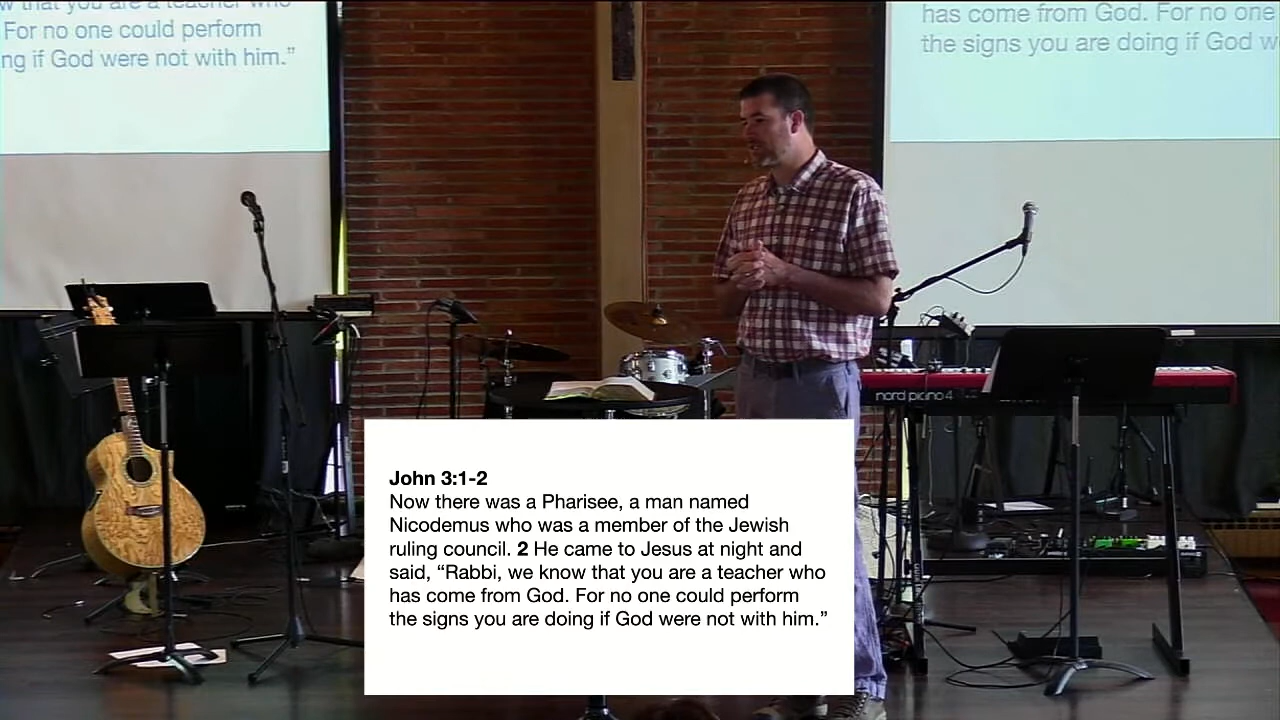 w that you are a teacher who
For no one could perform
ng if God were not with him.”
has come from God. For no one
the signs you are doing if God w
nord piano 4
John 3:1-2
Now there was a Pharisee, a man named
Nicodemus who was a member of the Jewish
ruling council. 2 He came to Jesus at night and
said, “Rabbi, we know that you are a teacher who
has come from God. For no one could perform
the signs you are doing if God were not with him.”